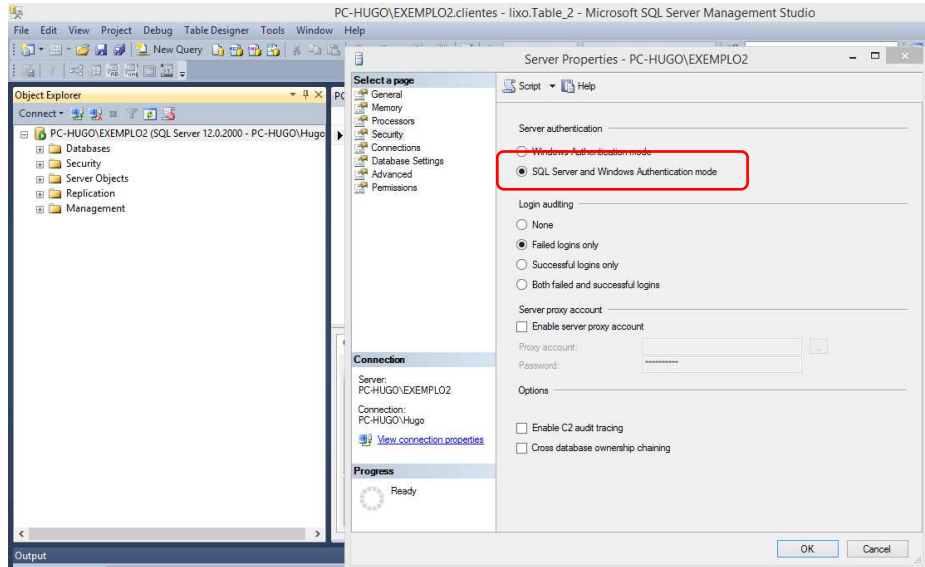 PC-HUGO\EXEMPLO2.clientes - lixo.Table_2 - Microsoft SQL Server Management Studio
File Edit View Project Debug Table Designer Tools Window Help
New Query
Object Explorer
Connect
PC-HUGO\EXEMPLO2 (SQL Server 12.0.2000 - PC-HUGO\Hugo
Databases
Security
Server Objects
Replication
Management
Output
PC
Server Properties - PC-HUGO\EXEMPLO2
Select a page
General
Memory
Processors
Security
Connections
Database Settings
Advanced
Permissions
Connection
Server:
PC-HUGO\EXEMPLO2
Connection:
PC-HUGO\Hugo
View connection properties
Progress
Ready
Script Help
Server authentication
Windows Authentication mode
SQL Server and Windows Authentication mode
Login auditing
None
Failed logins only
Successful logins only
Both failed and successful logins
Server proxy account
Enable server proxy account
Proxy account:
...
Password:
**********
Options
Enable C2 audit tracing
Cross database ownership chaining
OK
Cancel